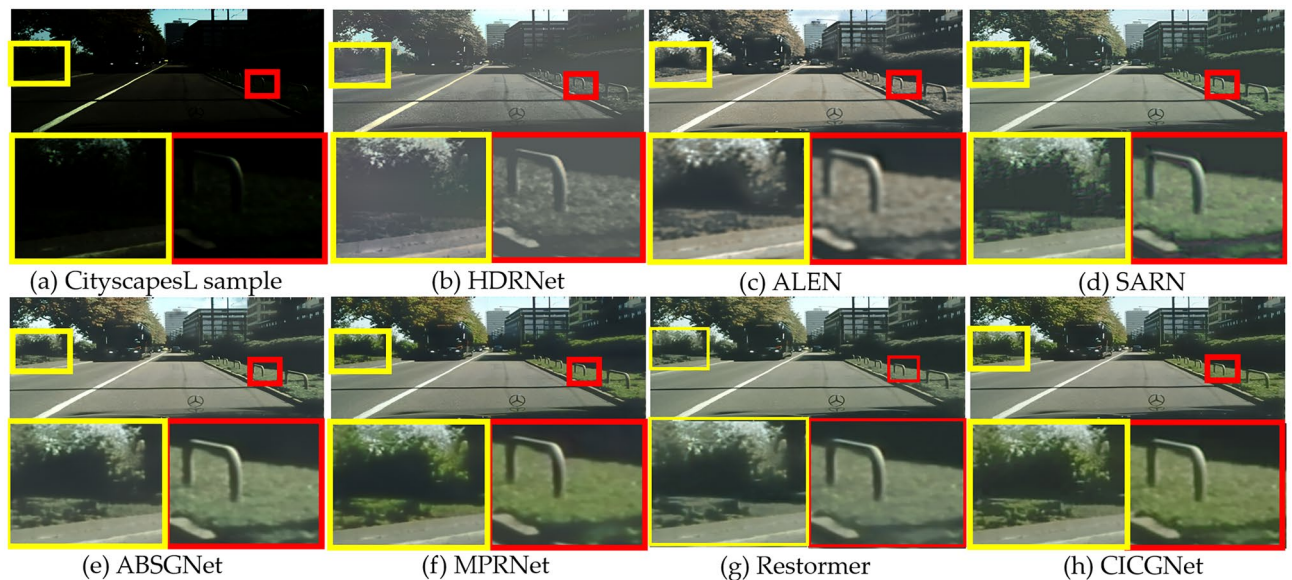 (a) CityscapesL sample
(b) HDRNet
(c) ALEN
(d) SARN
(e) ABSGNet
(f) MPRNet
(g) Restormer
(h) CICGNet